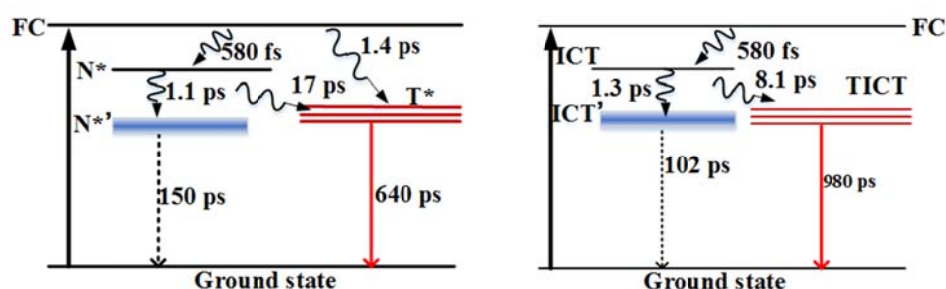 FC
580 fs
1.4 ps
N*
1.1 ps
17 ps
T*
N*'
150 ps
640 ps
Ground state
FC
580 fs
ICT
1.3 ps
8.1 ps
TICT
ICT'
102 ps
980 ps
Ground state